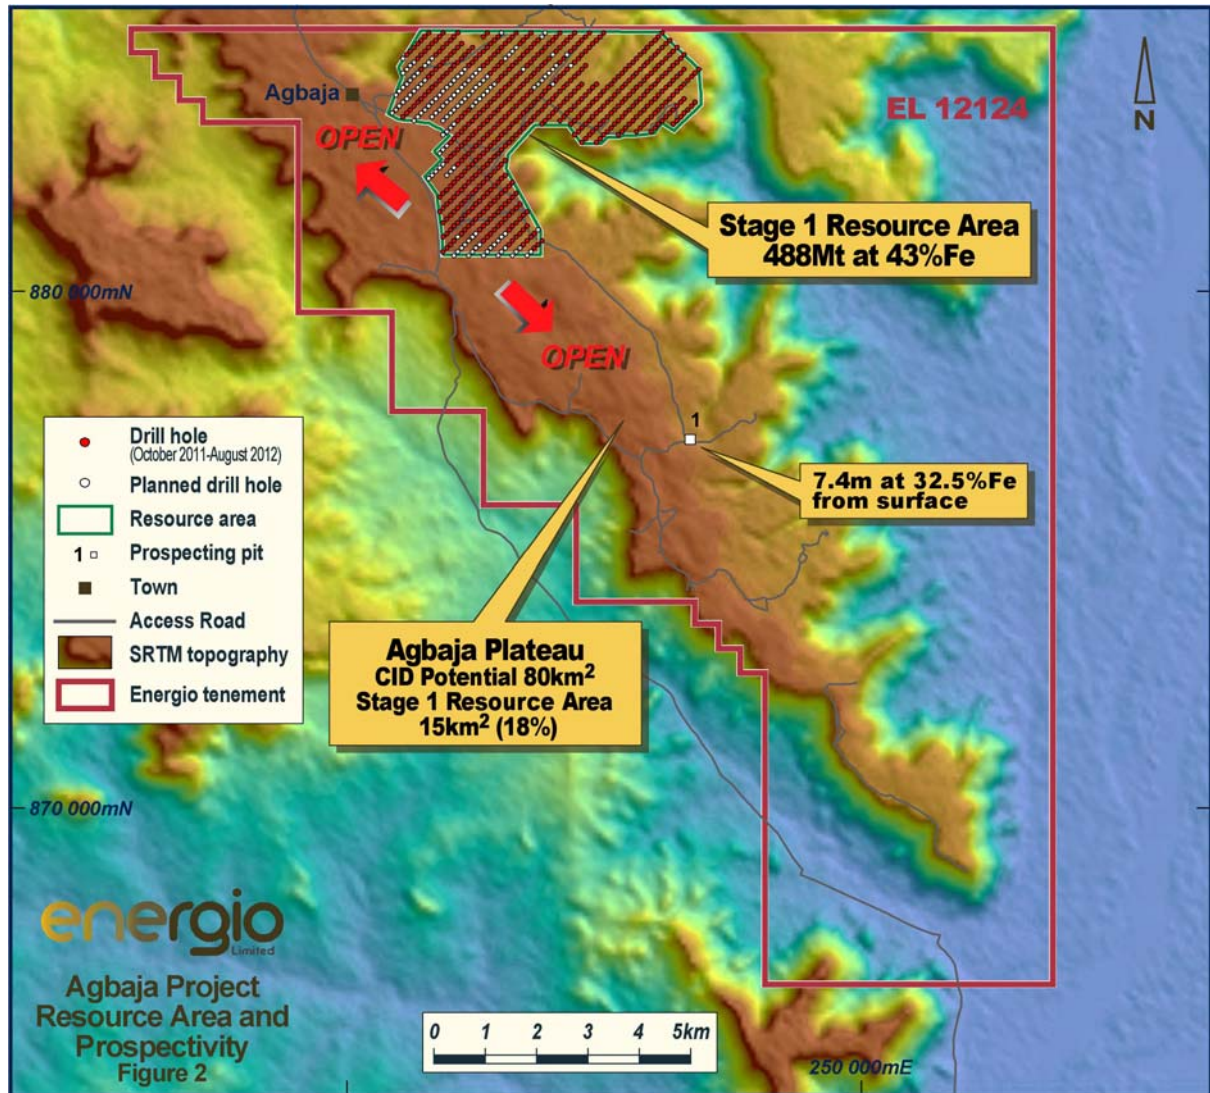 Agbaja
OPEN
EL 12124
N
Stage 1 Resource Area
488Mt at 43%Fe
880 000mN
OPEN
1
7.4m at 32.5%Fe
from surface
Drill hole
(October 2011-August 2012)
Planned drill hole
Resource area
1 Prospecting pit
Town
Access Road
SRTM topography
Energio tenement
Agbaja Plateau
CID Potential 80km²
Stage 1 Resource Area
15km² (18%)
870 000mN
energio
Limited
Agbaja Project
Resource Area and
Prospectivity
Figure 2
0 1 2 3 4 5km
250 000mE